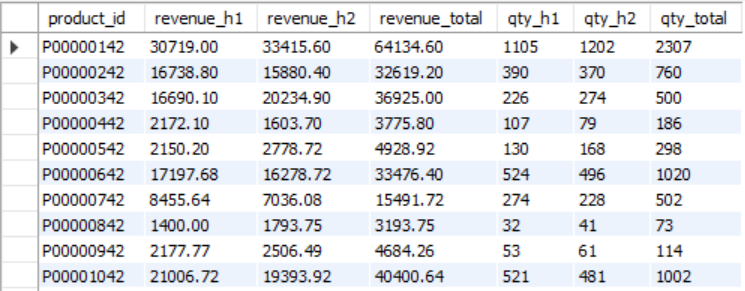 product_id revenue_h1 revenue_h2 revenue_total qty_h1 qty_h2 qty_total
P00000142 30719.00 33415.60 64134.60 1105 1202 2307
P00000242 16738.80 15880.40 32619.20 390 370 760
P00000342 16690.10 20234.90 36925.00 226 274 500
P00000442 2172.10 1603.70 3775.80 107 79 186
P00000542 2150.20 2778.72 4928.92 130 168 298
P00000642 17197.68 16278.72 33476.40 524 496 1020
P00000742 8455.64 7036.08 15491.72 274 228 502
P00000842 1400.00 1793.75 3193.75 32 41 73
P00000942 2177.77 2506.49 4684.26 53 61 114
P00001042 21006.72 19393.92 40400.64 521 481 1002